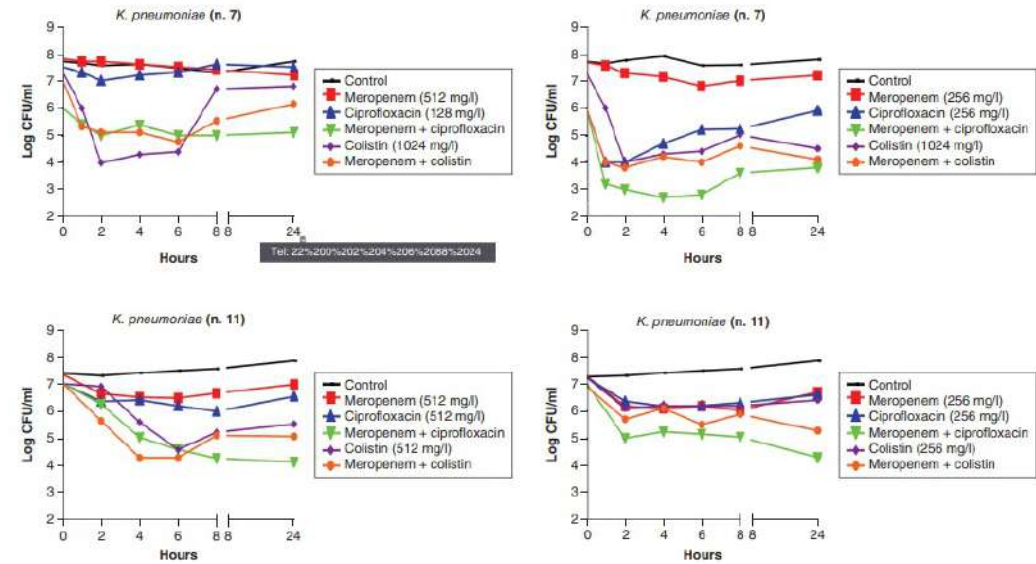 K. pneumoniae (n. 7)
9
8
7
6
5
4
3
2
Log CFU/ml
0 2 4 6 8 8 24
Hours
Control
Meropenem (512 mg/l)
Ciprofloxacin (128 mg/l)
Meropenem + ciprofloxacin
Colistin (1024 mg/l)
Meropenem + colistin
Tel: 22%200%202%204%206%2088%2024
K. pneumoniae (n. 7)
9
8
7
6
5
4
3
2
Log CFU/ml
0 2 4 6 8 8 24
Hours
Control
Meropenem (256 mg/l)
Ciprofloxacin (256 mg/l)
Meropenem + ciprofloxacin
Colistin (1024 mg/l)
Meropenem + colistin
K. pneumoniae (n. 11)
9
8
7
6
5
4
3
2
Log CFU/ml
0 2 4 6 8 8 24
Hours
Control
Meropenem (512 mg/l)
Ciprofloxacin (512 mg/l)
Meropenem + ciprofloxacin
Colistin (512 mg/l)
Meropenem + colistin
K. pneumoniae (n. 11)
9
8
7
6
5
4
3
2
Log CFU/ml
0 2 4 6 8 8 24
Hours
Control
Meropenem (256 mg/l)
Ciprofloxacin (256 mg/l)
Meropenem + ciprofloxacin
Colistin (256 mg/l)
Meropenem + colistin